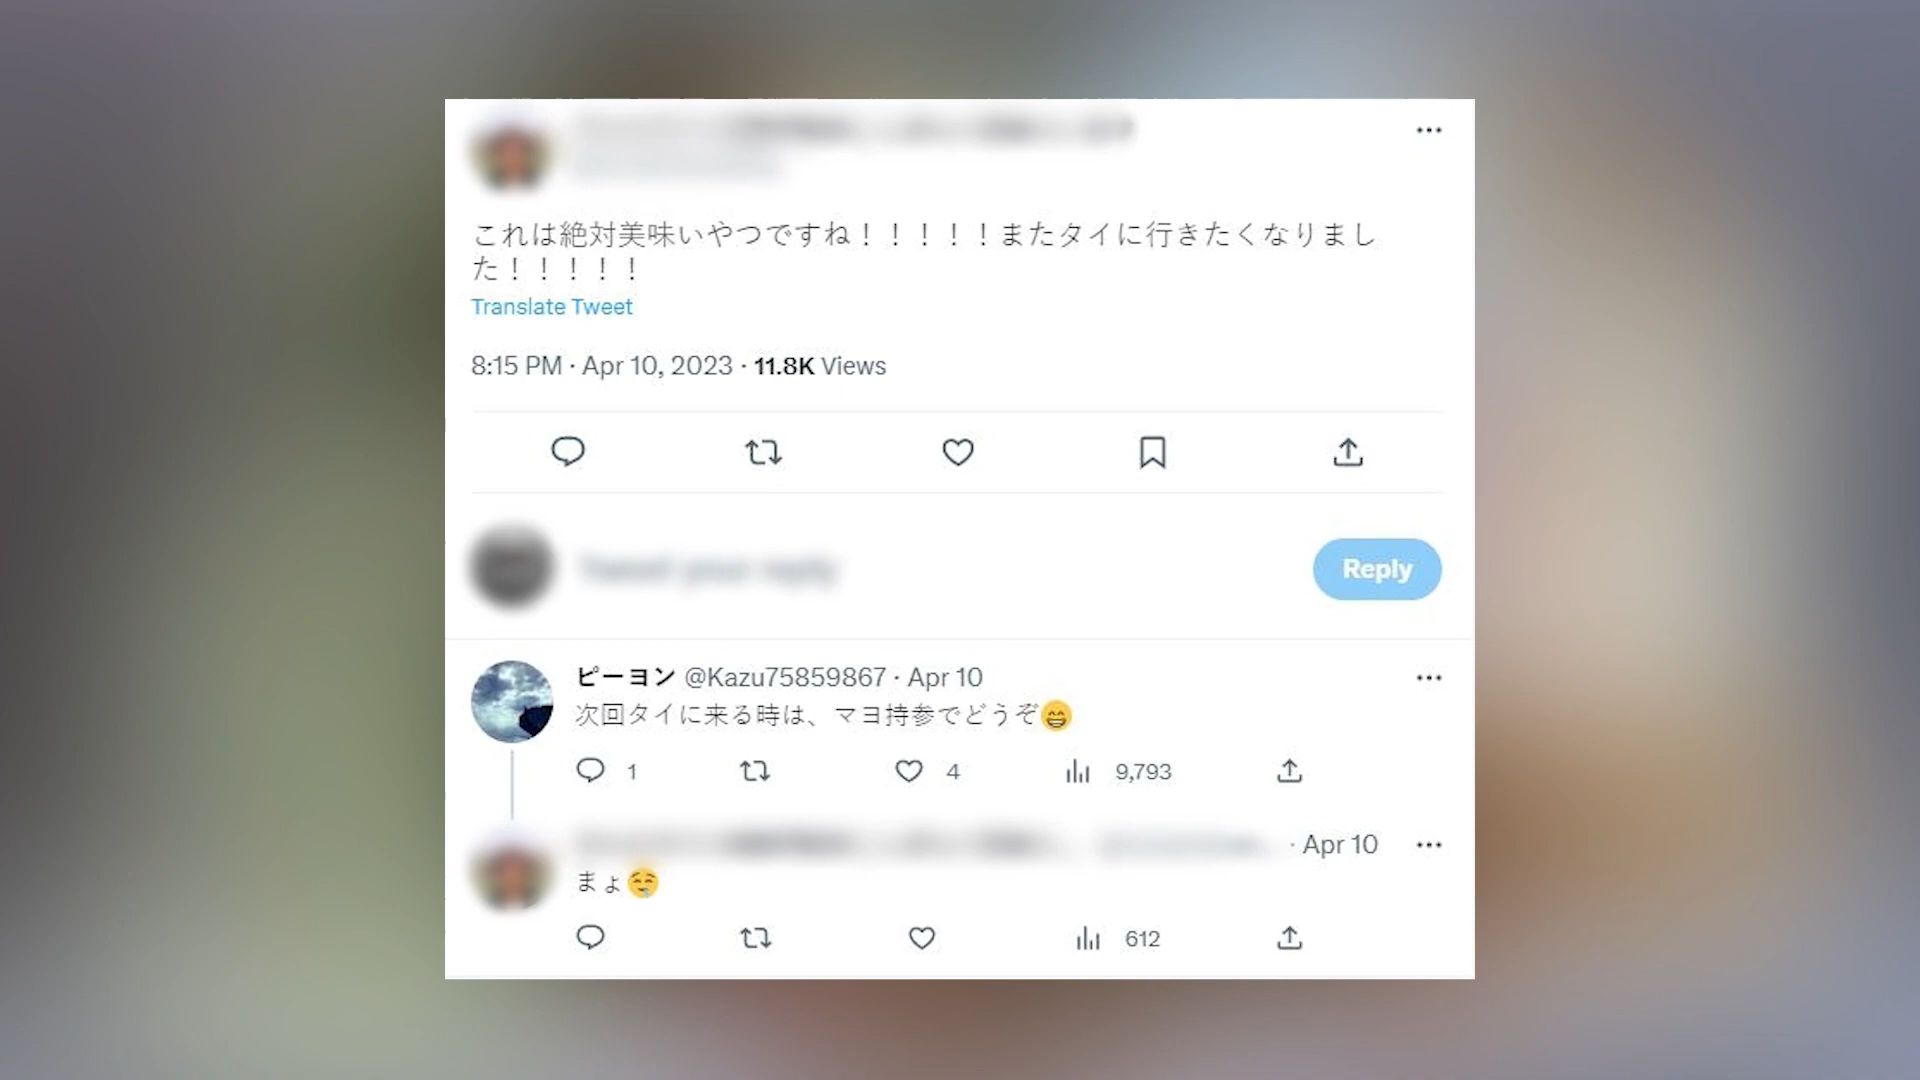 これは絶対美味いやつですね！！！！！またタイに行きたくなりまし
た！！！！！
Translate Tweet
8:15 PM · Apr 10, 2023 · 11.8K Views
Reply
ピーヨン @Kazu75859867 · Apr 10
次回タイに来る時は、マヨ持参でどうぞ😁
1 4 9,793
· Apr 10
まょ🤤
612